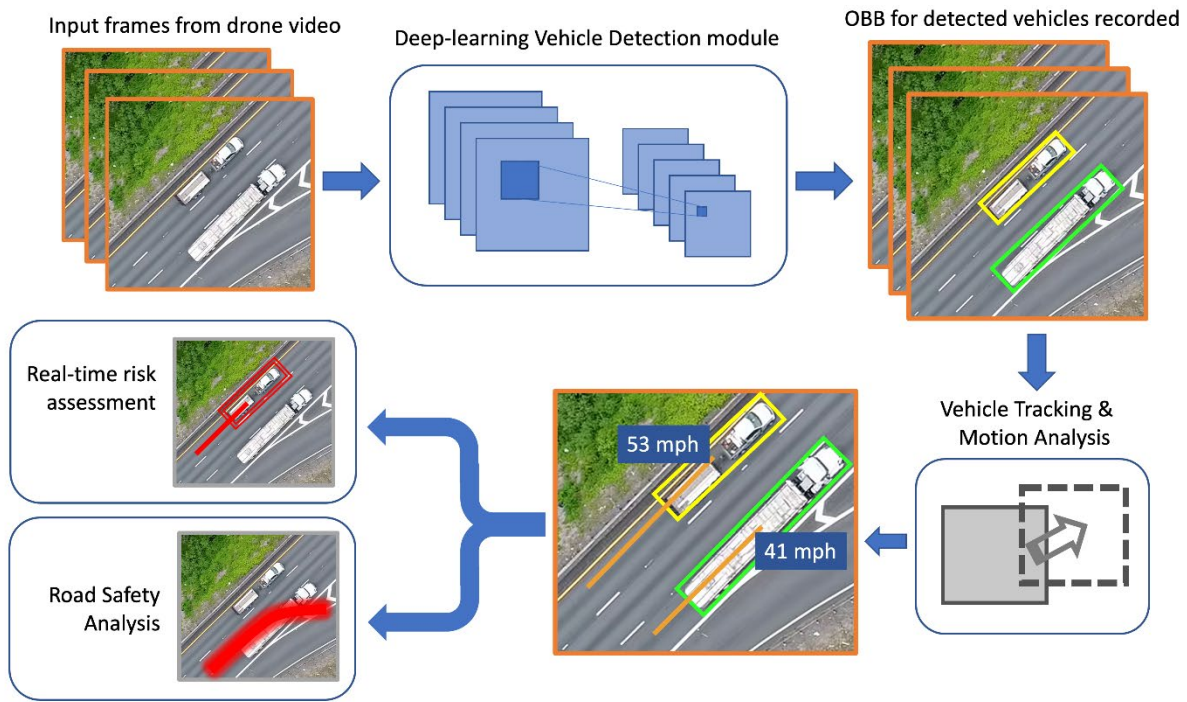 Input frames from drone video
Deep-learning Vehicle Detection module
OBB for detected vehicles recorded
Real-time risk
assessment
53 mph
41 mph
Vehicle Tracking &
Motion Analysis
Road Safety
Analysis